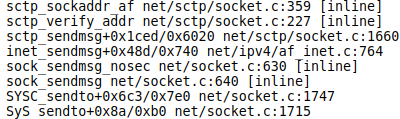 sctp_sockaddr_af net/sctp/socket.c:359 [inline]
sctp_verify_addr net/sctp/socket.c:227 [inline]
sctp_sendmsg+0x1ced/0x6020 net/sctp/socket.c:1660
inet_sendmsg+0x48d/0x740 net/ipv4/af_inet.c:764
sock_sendmsg_nosec net/socket.c:630 [inline]
sock_sendmsg net/socket.c:640 [inline]
SYSC_sendto+0x6c3/0x7e0 net/socket.c:1747
SyS_sendto+0x8a/0xb0 net/socket.c:1715